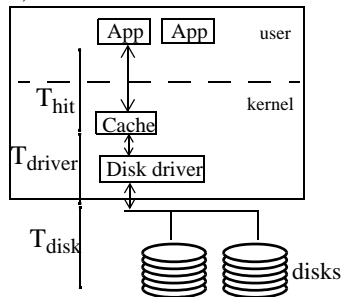 App App user
T_hit kernel
Cache
T_driver
Disk driver
T_disk
disks